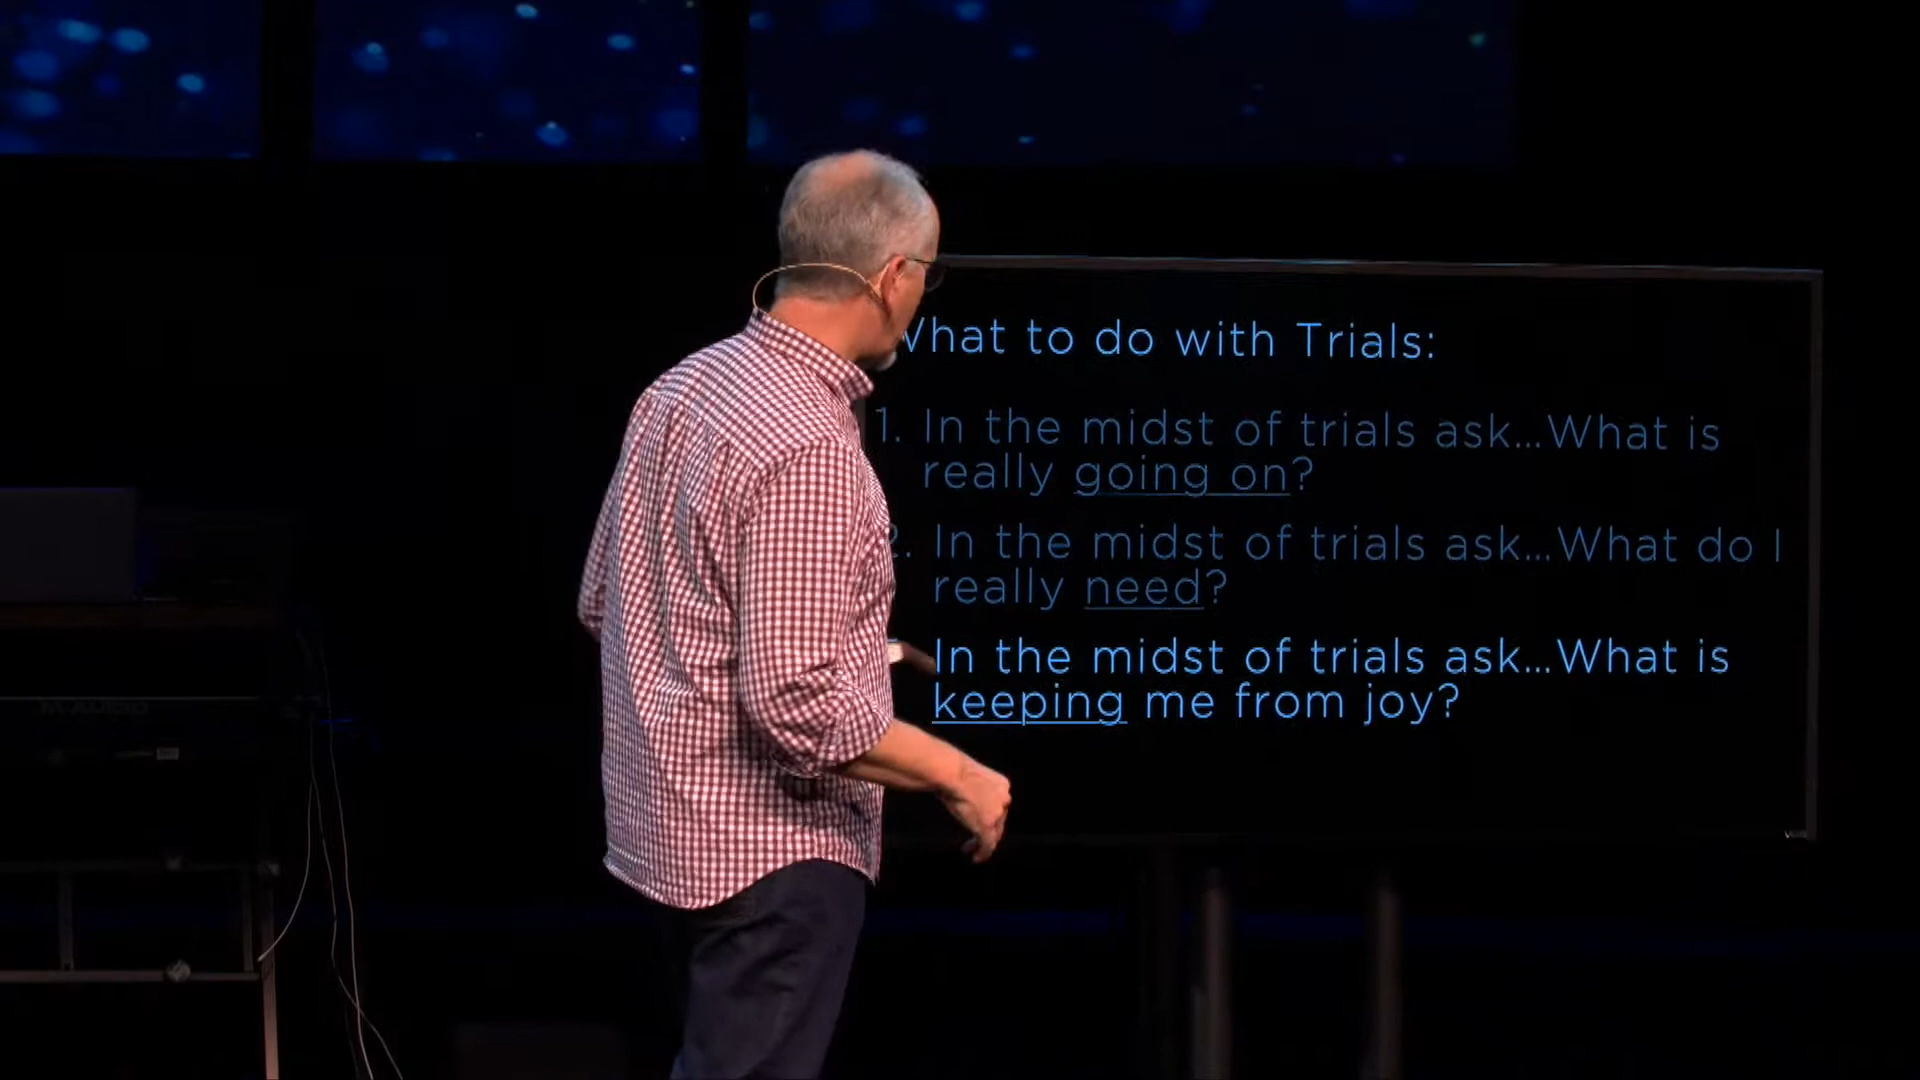 What to do with Trials:
1. In the midst of trials ask...What is
really going on?
2. In the midst of trials ask...What do I
really need?
In the midst of trials ask...What is
keeping me from joy?